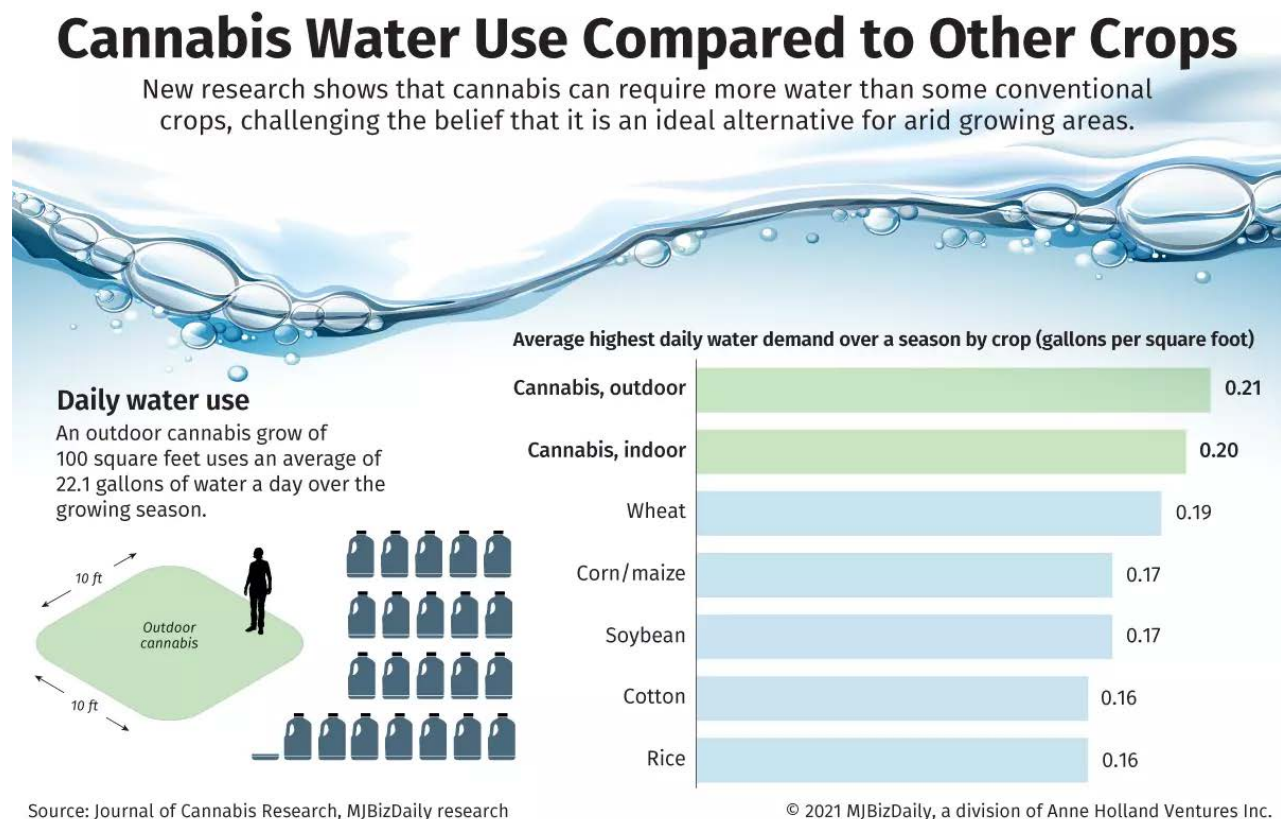 Cannabis Water Use Compared to Other Crops
New research shows that cannabis can require more water than some conventional
crops, challenging the belief that it is an ideal alternative for arid growing areas.
Daily water use
An outdoor cannabis grow of
100 square feet uses an average of
22.1 gallons of water a day over the
growing season.
10 ft
Outdoor
cannabis
10 ft
Average highest daily water demand over a season by crop (gallons per square foot)
Cannabis, outdoor 0.21
Cannabis, indoor 0.20
Wheat 0.19
Corn/maize 0.17
Soybean 0.17
Cotton 0.16
Rice 0.16
Source: Journal of Cannabis Research, MJBizDaily research
© 2021 MJBizDaily, a division of Anne Holland Ventures Inc.